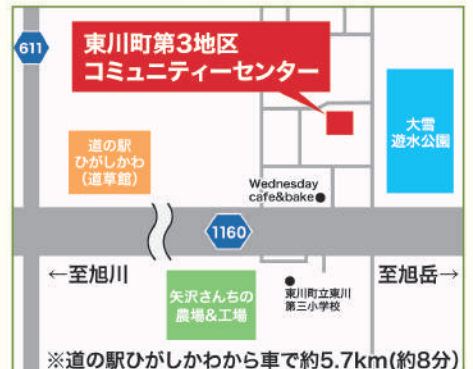 611
東川町第3地区
コミュニティーセンター
道の駅
ひがしかわ
（道草館）
大雪
遊水公園
Wednesday
cafe&bake
1160
←至旭川
至旭岳→
矢沢さんちの
農場&工場
東川町立東川
第三小学校
※道の駅ひがしかわから車で約5.7km(約8分)